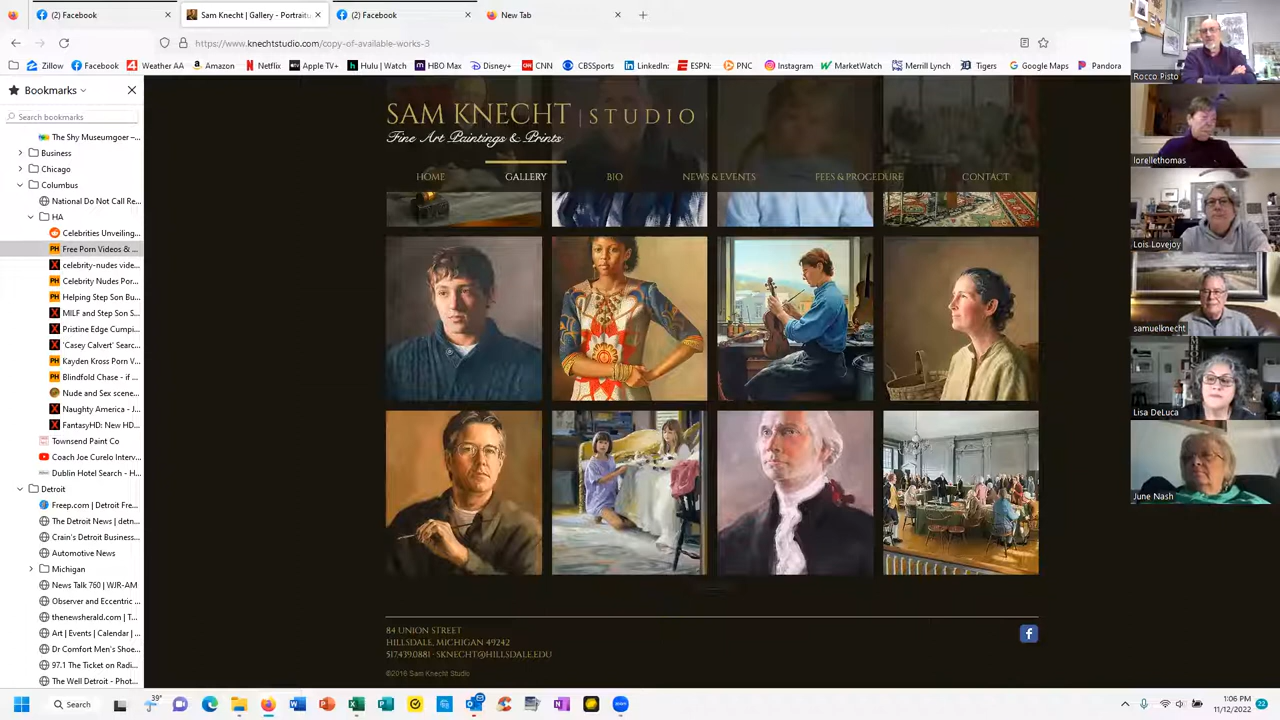 (2) Facebook
Sam Knecht | Gallery - Portraitu
(2) Facebook
New Tab
https://www.knechtstudio.com/copy-of-available-works-3
Zillow
Facebook
Weather AA
Amazon
Netflix
Apple TV+
Hulu | Watch
HBO Max
Disney+
CNN
CBSSports
LinkedIn:
ESPN:
PNC
Instagram
MarketWatch
Merrill Lynch
Tigers
Google Maps
Pandora
Bookmarks
Search bookmarks
The Shy Museumgoer –...
Business
Chicago
Columbus
National Do Not Call Re...
HA
Celebrities Unveiling...
Free Porn Videos & ...
celebrity-nudes vide...
Celebrity Nudes Por...
Helping Step Son Bu...
MILF and Step Son S...
Pristine Edge Cumpi...
'Casey Calvert' Searc...
Kayden Kross Porn V...
Blindfold Chase - if ...
Nude and Sex scene...
Naughty America - J...
FantasyHD: New HD...
Townsend Paint Co
Coach Joe Curelo Interv...
Dublin Hotel Search - H...
Detroit
Freep.com | Detroit Fre...
The Detroit News | detn...
Crain's Detroit Business...
Automotive News
Michigan
News Talk 760 | WJR-AM
Observer and Eccentric ...
thenewsherald.com | T...
Art | Events | Calendar | ...
Dr Comfort Men's Shoe...
97.1 The Ticket on Radi...
The Well Detroit - Phot...
SAM KNECHT | STUDIO
Fine Art Paintings & Prints
HOME
GALLERY
BIO
NEWS & EVENTS
FEES & PROCEDURE
CONTACT
84 UNION STREET
HILLSDALE, MICHIGAN 49242
517.439.0881 · SKNECHT@HILLSDALE.EDU
©2016 Sam Knecht Studio
Rocco Pisto
lorellethomas
Lois Lovejoy
samuelknecht
Lisa DeLuca
June Nash
39°
Search
1:06 PM
11/12/2022
22